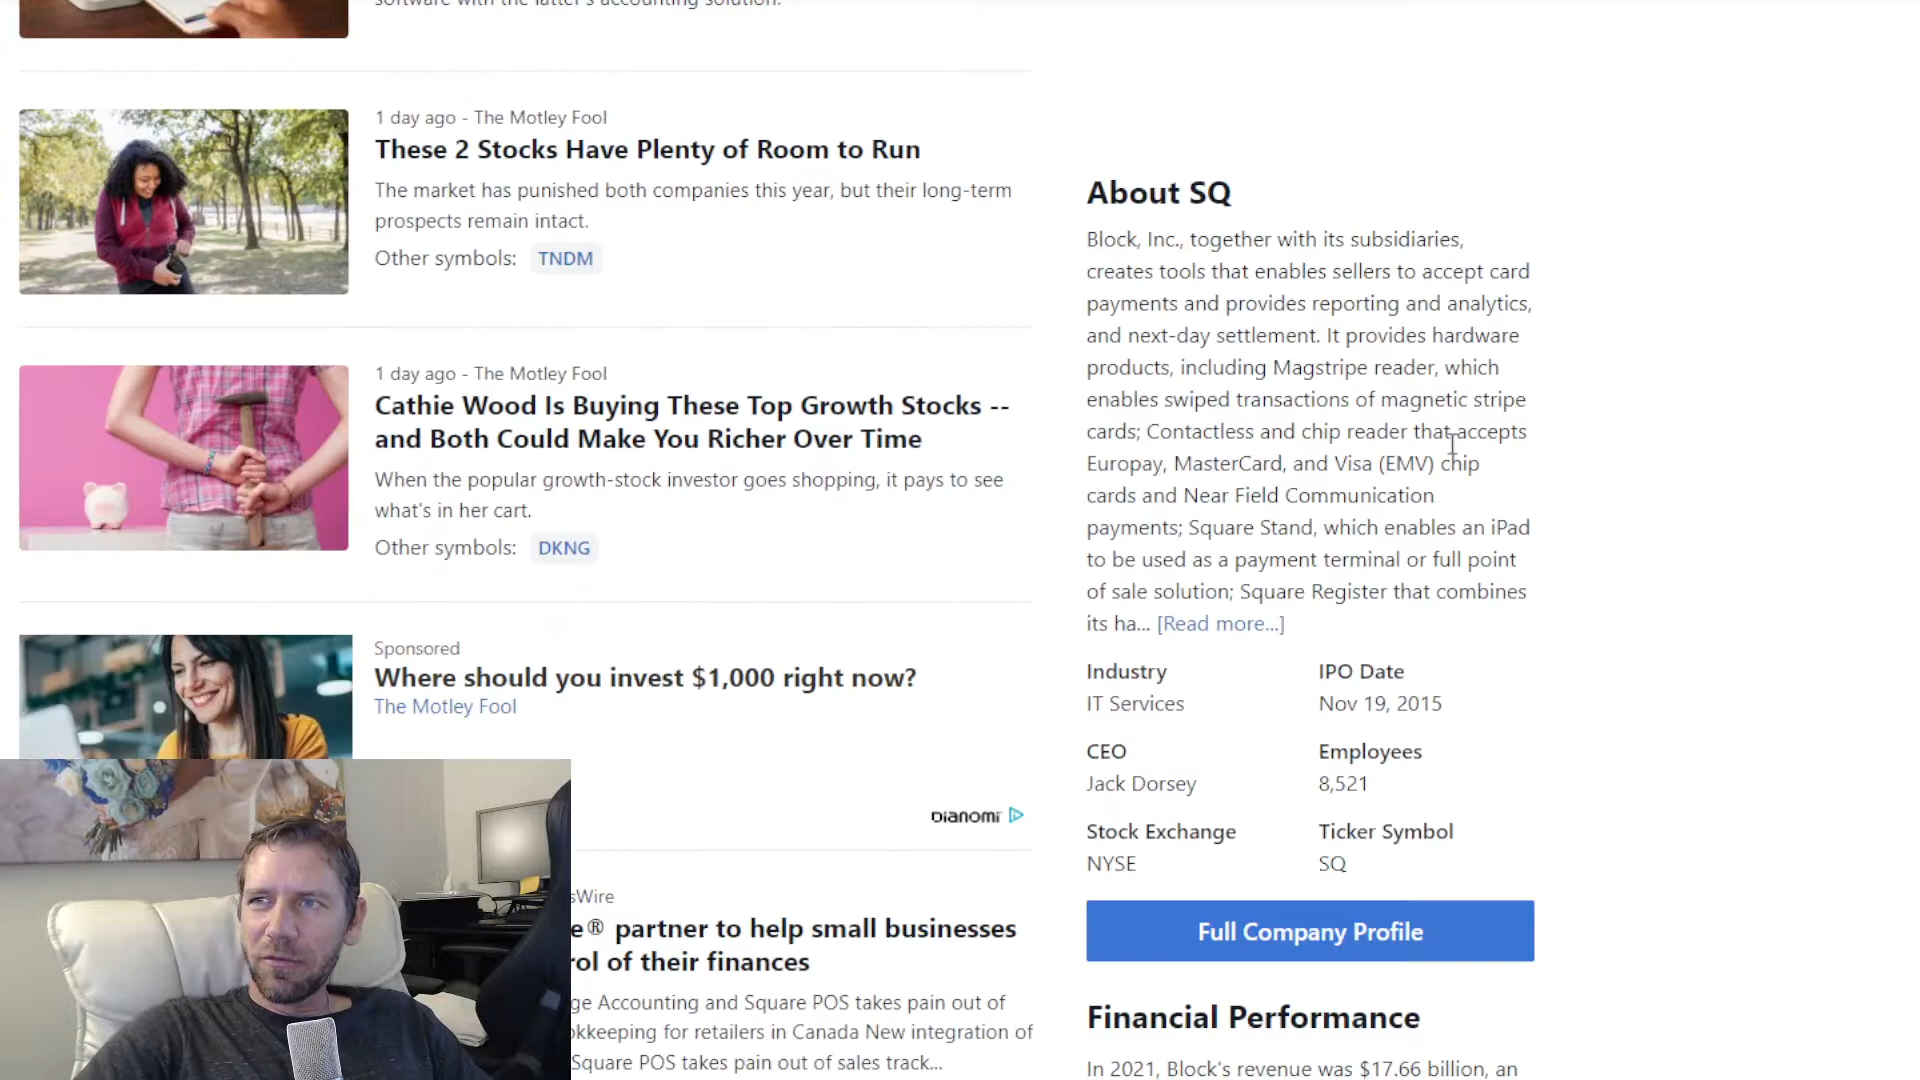 software with the latter's accounting solution.
1 day ago - The Motley Fool
These 2 Stocks Have Plenty of Room to Run
The market has punished both companies this year, but their long-term
prospects remain intact.
Other symbols: TNDM
1 day ago - The Motley Fool
Cathie Wood Is Buying These Top Growth Stocks --
and Both Could Make You Richer Over Time
When the popular growth-stock investor goes shopping, it pays to see
what's in her cart.
Other symbols: DKNG
Sponsored
Where should you invest $1,000 right now?
The Motley Fool
DIANOMI
sWire
e® partner to help small businesses
rol of their finances
ge Accounting and Square POS takes pain out of
okkeeping for retailers in Canada New integration of
Square POS takes pain out of sales track...
About SQ
Block, Inc., together with its subsidiaries,
creates tools that enables sellers to accept card
payments and provides reporting and analytics,
and next-day settlement. It provides hardware
products, including Magstripe reader, which
enables swiped transactions of magnetic stripe
cards; Contactless and chip reader that accepts
Europay, MasterCard, and Visa (EMV) chip
cards and Near Field Communication
payments; Square Stand, which enables an iPad
to be used as a payment terminal or full point
of sale solution; Square Register that combines
its ha... [Read more...]
Industry
IT Services
IPO Date
Nov 19, 2015
CEO
Jack Dorsey
Employees
8,521
Stock Exchange
NYSE
Ticker Symbol
SQ
Full Company Profile
Financial Performance
In 2021, Block's revenue was $17.66 billion, an